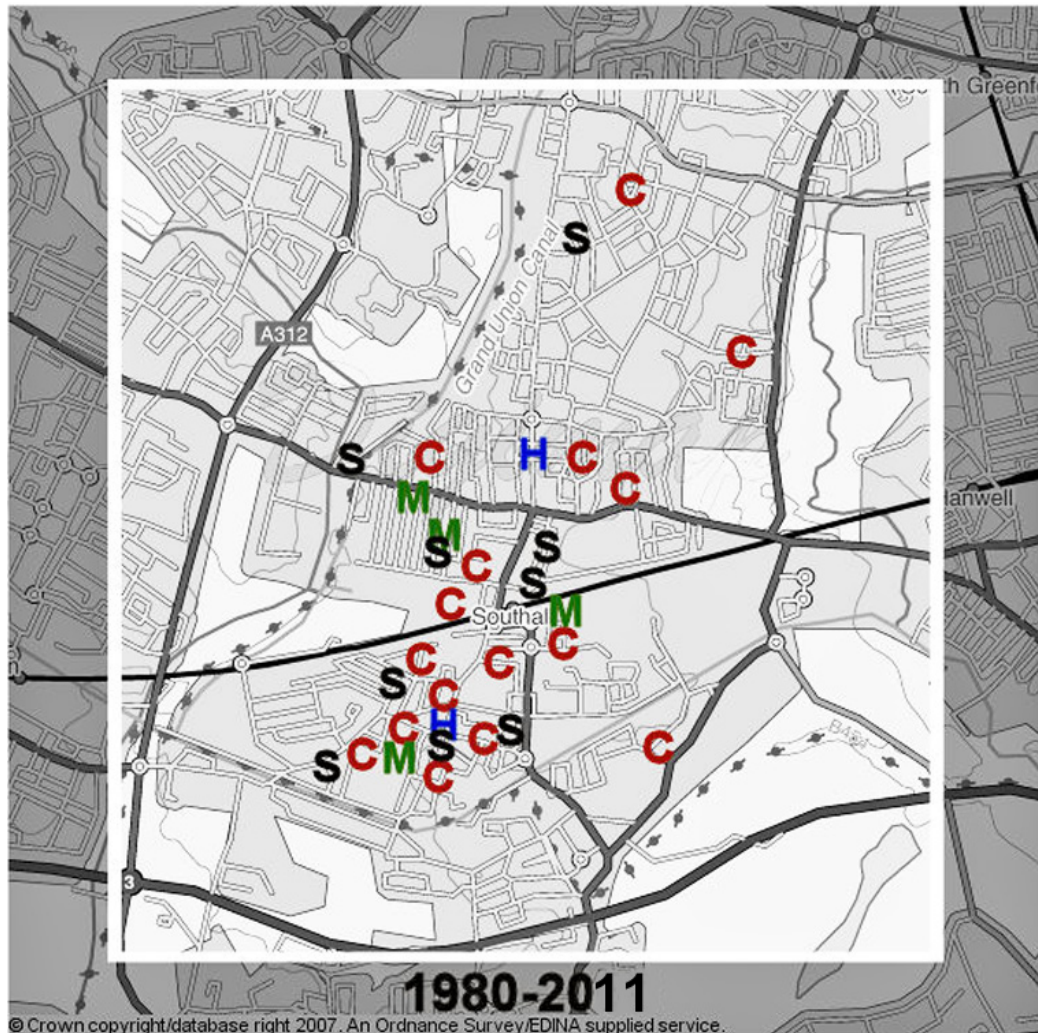 South Greenf
C
S
Grand Union Canal
A312
C
S
C
H
C
C
M
Hanwell
M
S
S
C
S
C
Southal
M
C
C
C
S
C
H
C
S
C
S
C
S
C
M
C
B454
3
1980-2011
© Crown copyright/database right 2007. An Ordnance Survey/EDINA supplied service.